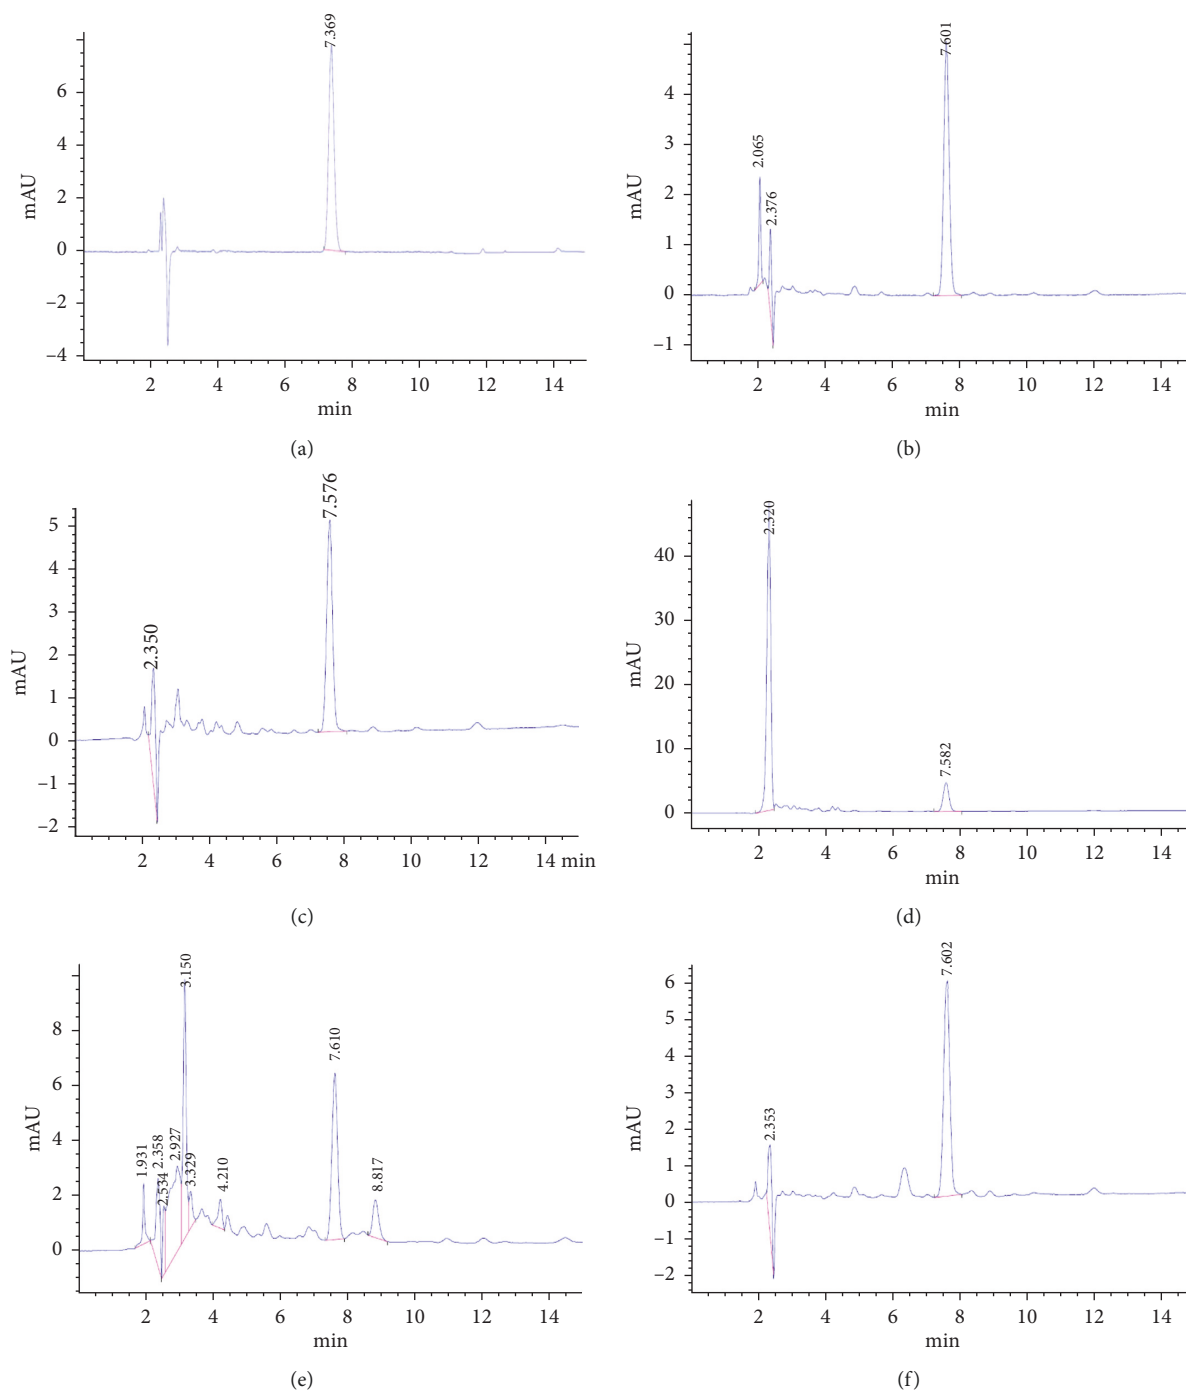 7.369
6
4
2
0
−2
−4
mAU
2 4 6 8 10 12 14
min
(a)
7.601
2.065
2.376
4
3
2
1
0
−1
mAU
2 4 6 8 10 12 14
min
(b)
7.576
2.350
5
4
3
2
1
0
−1
−2
mAU
2 4 6 8 10 12 14 min
(c)
2.320
7.582
40
30
20
10
0
mAU
2 4 6 8 10 12 14
min
(d)
1.931
2.358
2.534
2.927
3.150
3.329
4.210
7.610
8.817
8
6
4
2
0
mAU
2 4 6 8 10 12 14
min
(e)
7.602
2.353
6
5
4
3
2
1
0
−1
−2
mAU
2 4 6 8 10 12 14
min
(f)